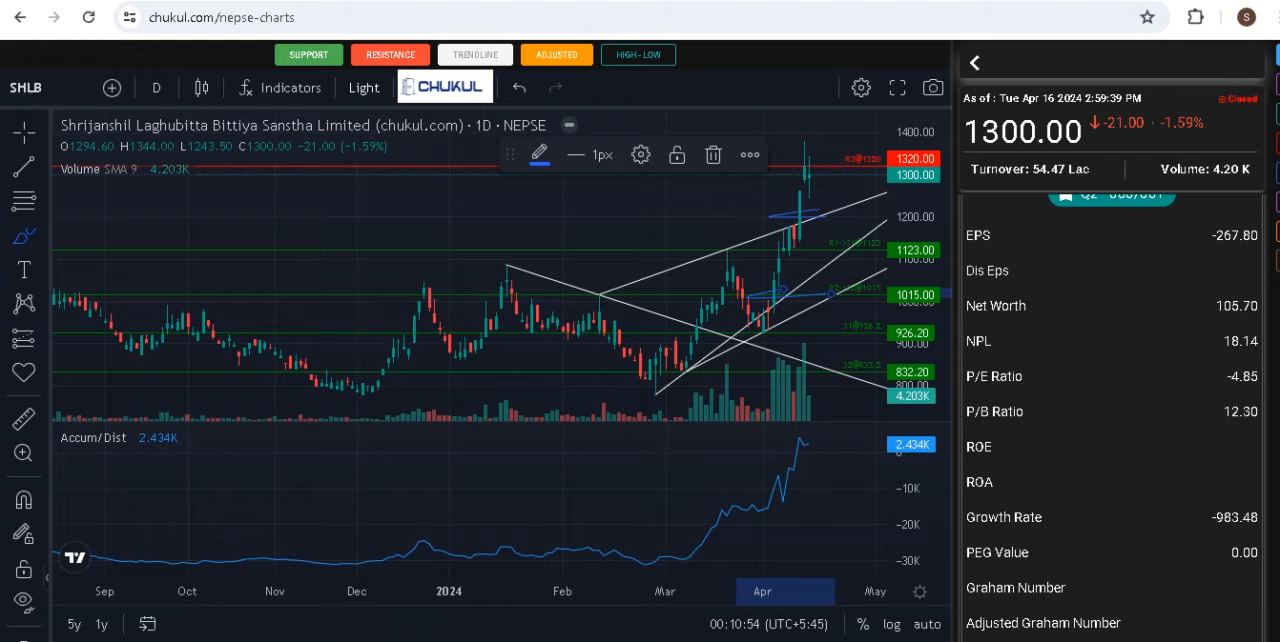 chukul.com/nepse-charts
S
SUPPORT RESISTANCE TRENDLINE ADJUSTED HIGH - LOW
SHLB D Indicators Light CHUKUL
Shrijanshil Laghubitta Bittiya Sanstha Limited (chukul.com) · 1D · NEPSE
O1294.60 H1344.00 L1243.50 C1300.00 −21.00 (−1.59%)
Volume SMA 9 4.203K
1px
R3@1320
1400.00
1320.00
1300.00
1200.00
1123.00
1100.00
1015.00
1000.00
926.20
900.00
832.20
800.00
4.203K
Accum/Dist 2.434K
2.434K
0
−10K
−20K
−30K
Sep Oct Nov Dec 2024 Feb Mar Apr May
5y 1y 00:10:54 (UTC+5:45) % log auto
As of : Tue Apr 16 2024 2:59:39 PM Closed
1300.00 -21.00 · -1.59%
Turnover: 54.47 Lac Volume: 4.20 K
EPS -267.80
Dis Eps
Net Worth 105.70
NPL 18.14
P/E Ratio -4.85
P/B Ratio 12.30
ROE
ROA
Growth Rate -983.48
PEG Value 0.00
Graham Number
Adjusted Graham Number